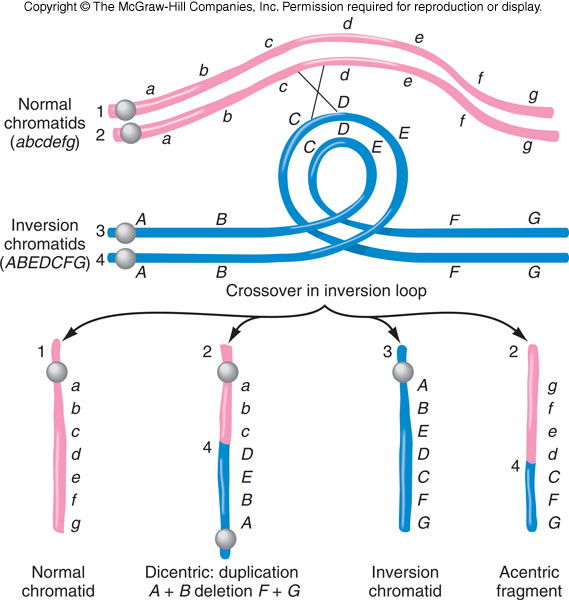 Copyright © The McGraw-Hill Companies, Inc. Permission required for reproduction or display.
a b c d e f g
Normal chromatids (abcdefg)
1
2
a b c d e f g
C D E
C D E
Inversion chromatids (ABEDCFG)
3
4
A B F G
A B F G
Crossover in inversion loop
1
a
b
c
d
e
f
g
Normal chromatid
2
a
b
c
4
D
E
B
A
Dicentric: duplication
A + B deletion F + G
3
A
B
E
D
C
F
G
Inversion chromatid
2
g
f
e
d
4
C
F
G
Acentric fragment